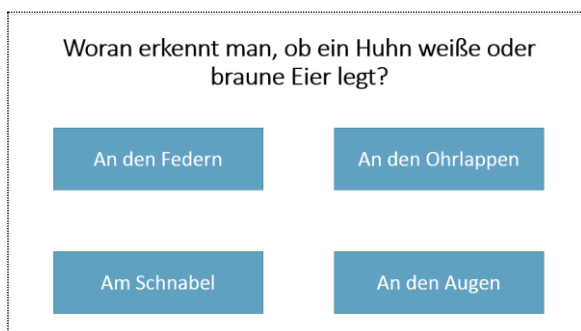 Woran erkennt man, ob ein Huhn weiße oder
braune Eier legt?
An den Federn
An den Ohrlappen
Am Schnabel
An den Augen